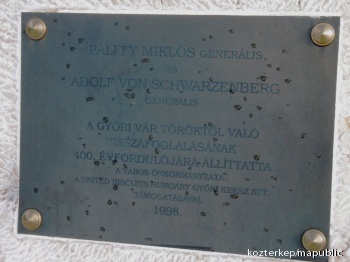 PÁLFFY MIKLÓS GENERÁLIS,
ÉS
ADOLF VON SCHWARZENBERG
GENERÁLIS
A GYŐRI VÁR TÖRÖKTŐL VALÓ
VISSZAFOGLALÁSÁNAK
400. ÉVFORDULÓJÁRA ÁLLÍTTATTA
A VÁROS ÖNKORMÁNYZATA
A UNITED BISCUITS HUNGARY GYŐRI KEKSZ KFT.
TÁMOGATÁSÁVAL
1998.
kozterkep/mapublic